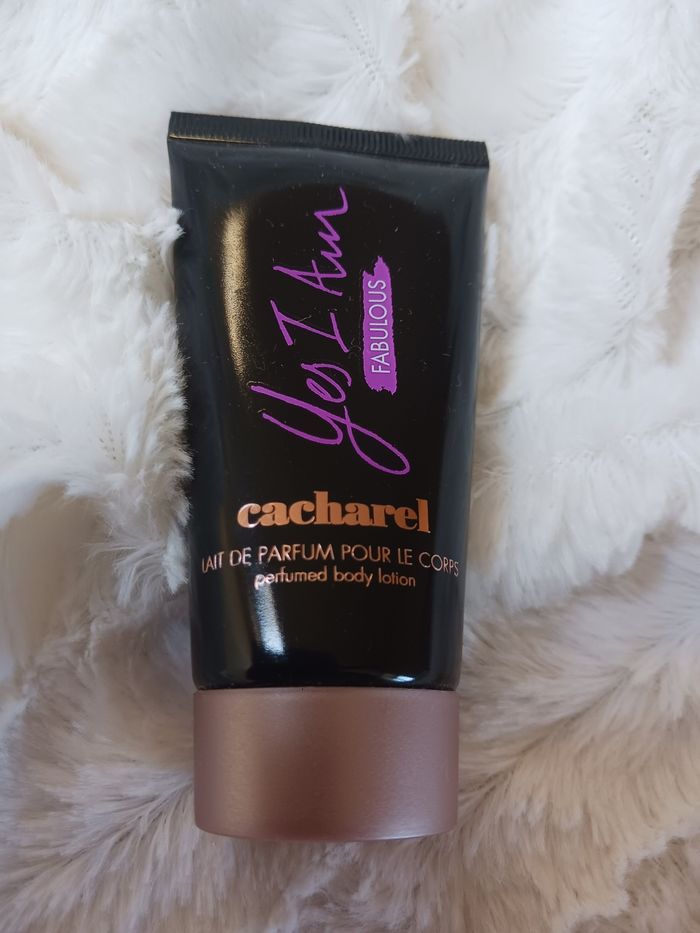 Yes I Am
FABULOUS
cacharel
LAIT DE PARFUM POUR LE CORPS
perfumed body lotion